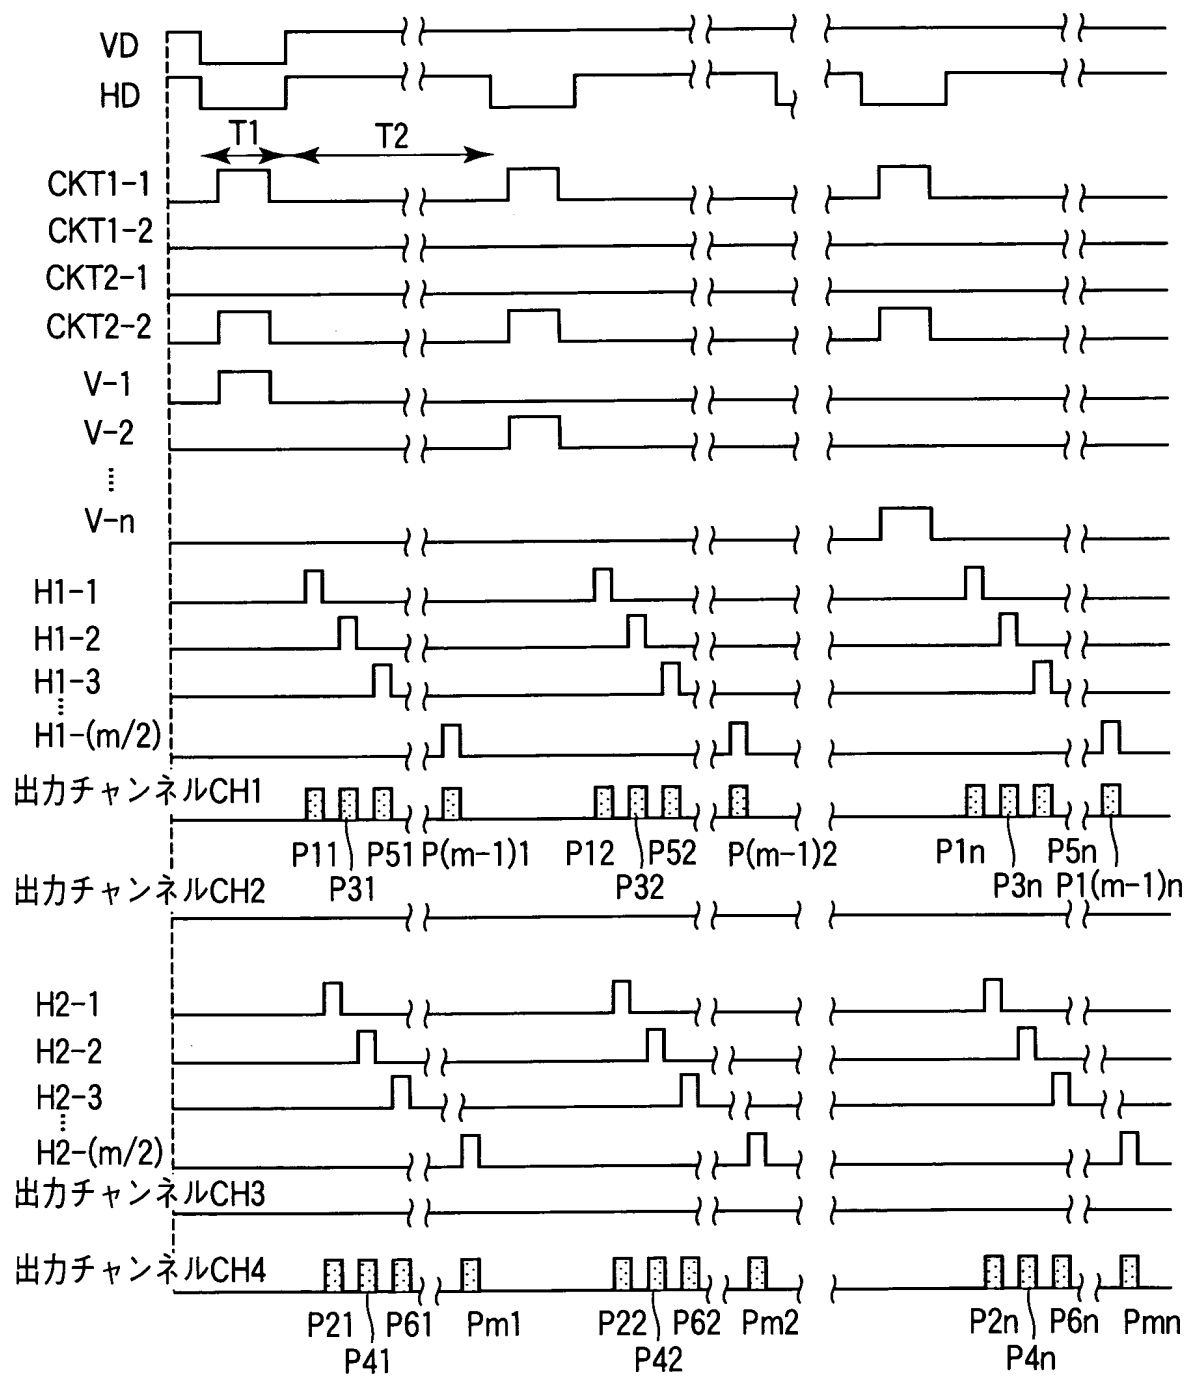 VD
HD
T1 T2
CKT1-1
CKT1-2
CKT2-1
CKT2-2
V-1
V-2
V-n
H1-1
H1-2
H1-3
H1-(m/2)
出力チャンネルCH1
P11 P51 P(m-1)1 P12 P52 P(m-1)2 P1n P5n
P31 P32 P3n P1(m-1)n
出力チャンネルCH2
H2-1
H2-2
H2-3
H2-(m/2)
出力チャンネルCH3
出力チャンネルCH4
P21 P61 Pm1 P22 P62 Pm2 P2n P6n Pmn
P41 P42 P4n